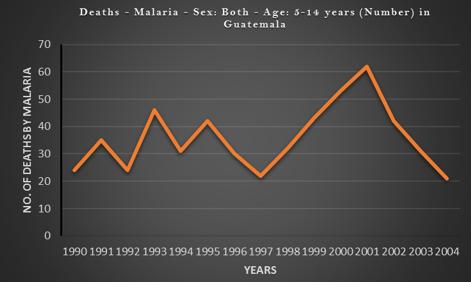 Deaths - Malaria - Sex: Both - Age: 5-14 years (Number) in
Guatemala
70
60
50
40
30
20
10
0
NO. OF DEATHS BY MALARIA
1990 1991 1992 1993 1994 1995 1996 1997 1998 1999 2000 2001 2002 2003 2004
YEARS